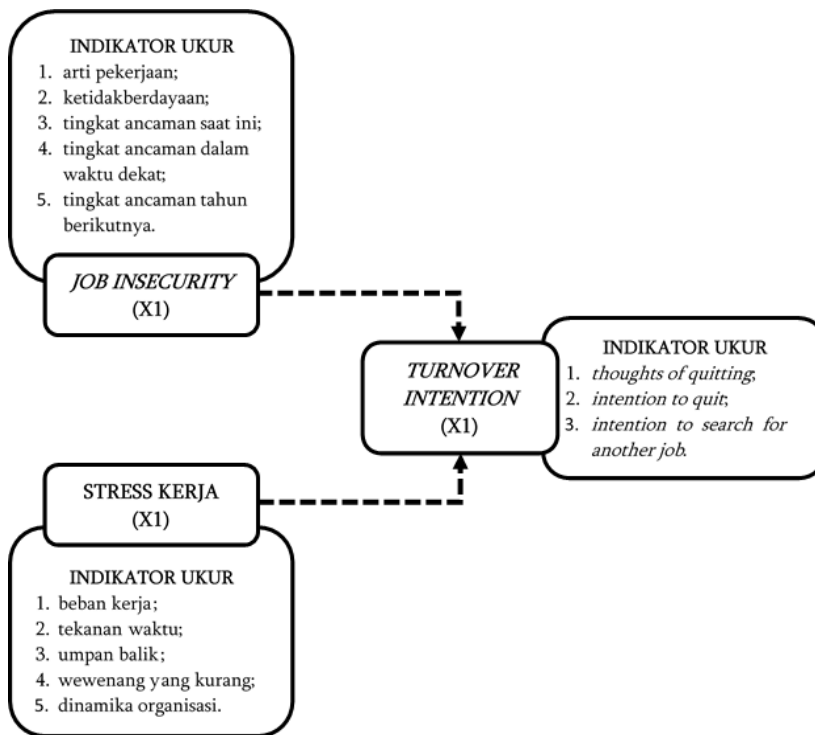 INDIKATOR UKUR
1. arti pekerjaan;
2. ketidakberdayaan;
3. tingkat ancaman saat ini;
4. tingkat ancaman dalam
waktu dekat;
5. tingkat ancaman tahun
berikutnya.
JOB INSECURITY
(X1)
TURNOVER
INTENTION
(X1)
INDIKATOR UKUR
1. thoughts of quitting;
2. intention to quit;
3. intention to search for
another job.
STRESS KERJA
(X1)
INDIKATOR UKUR
1. beban kerja;
2. tekanan waktu;
3. umpan balik;
4. wewenang yang kurang;
5. dinamika organisasi.